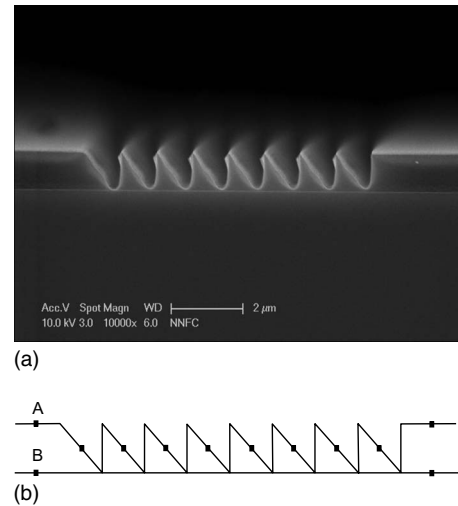 Acc.V Spot Magn WD 2 µm
10.0 kV 3.0 10000x 6.0 NNFC
(a)
A
B
(b)